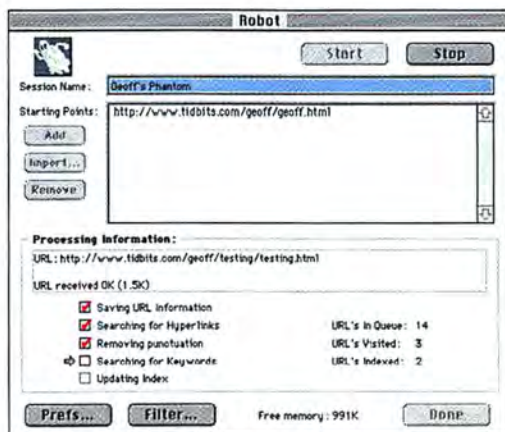 Robot
Start
Stop
Session Name:
Geoff's Phantom
Starting Points:
http://www.tidbits.com/geoff/geoff.html
Add
Import...
Remove
Processing Information:
URL: http://www.tidbits.com/geoff/testing/testing.html
URL received OK (1.5K)
Saving URL information
Searching for Hyperlinks
URL's In Queue: 14
Removing punctuation
URL's Visited: 3
Searching for Keywords
URL's Indexed: 2
Updating Index
Prefs...
Filter...
Free memory: 991K
Done